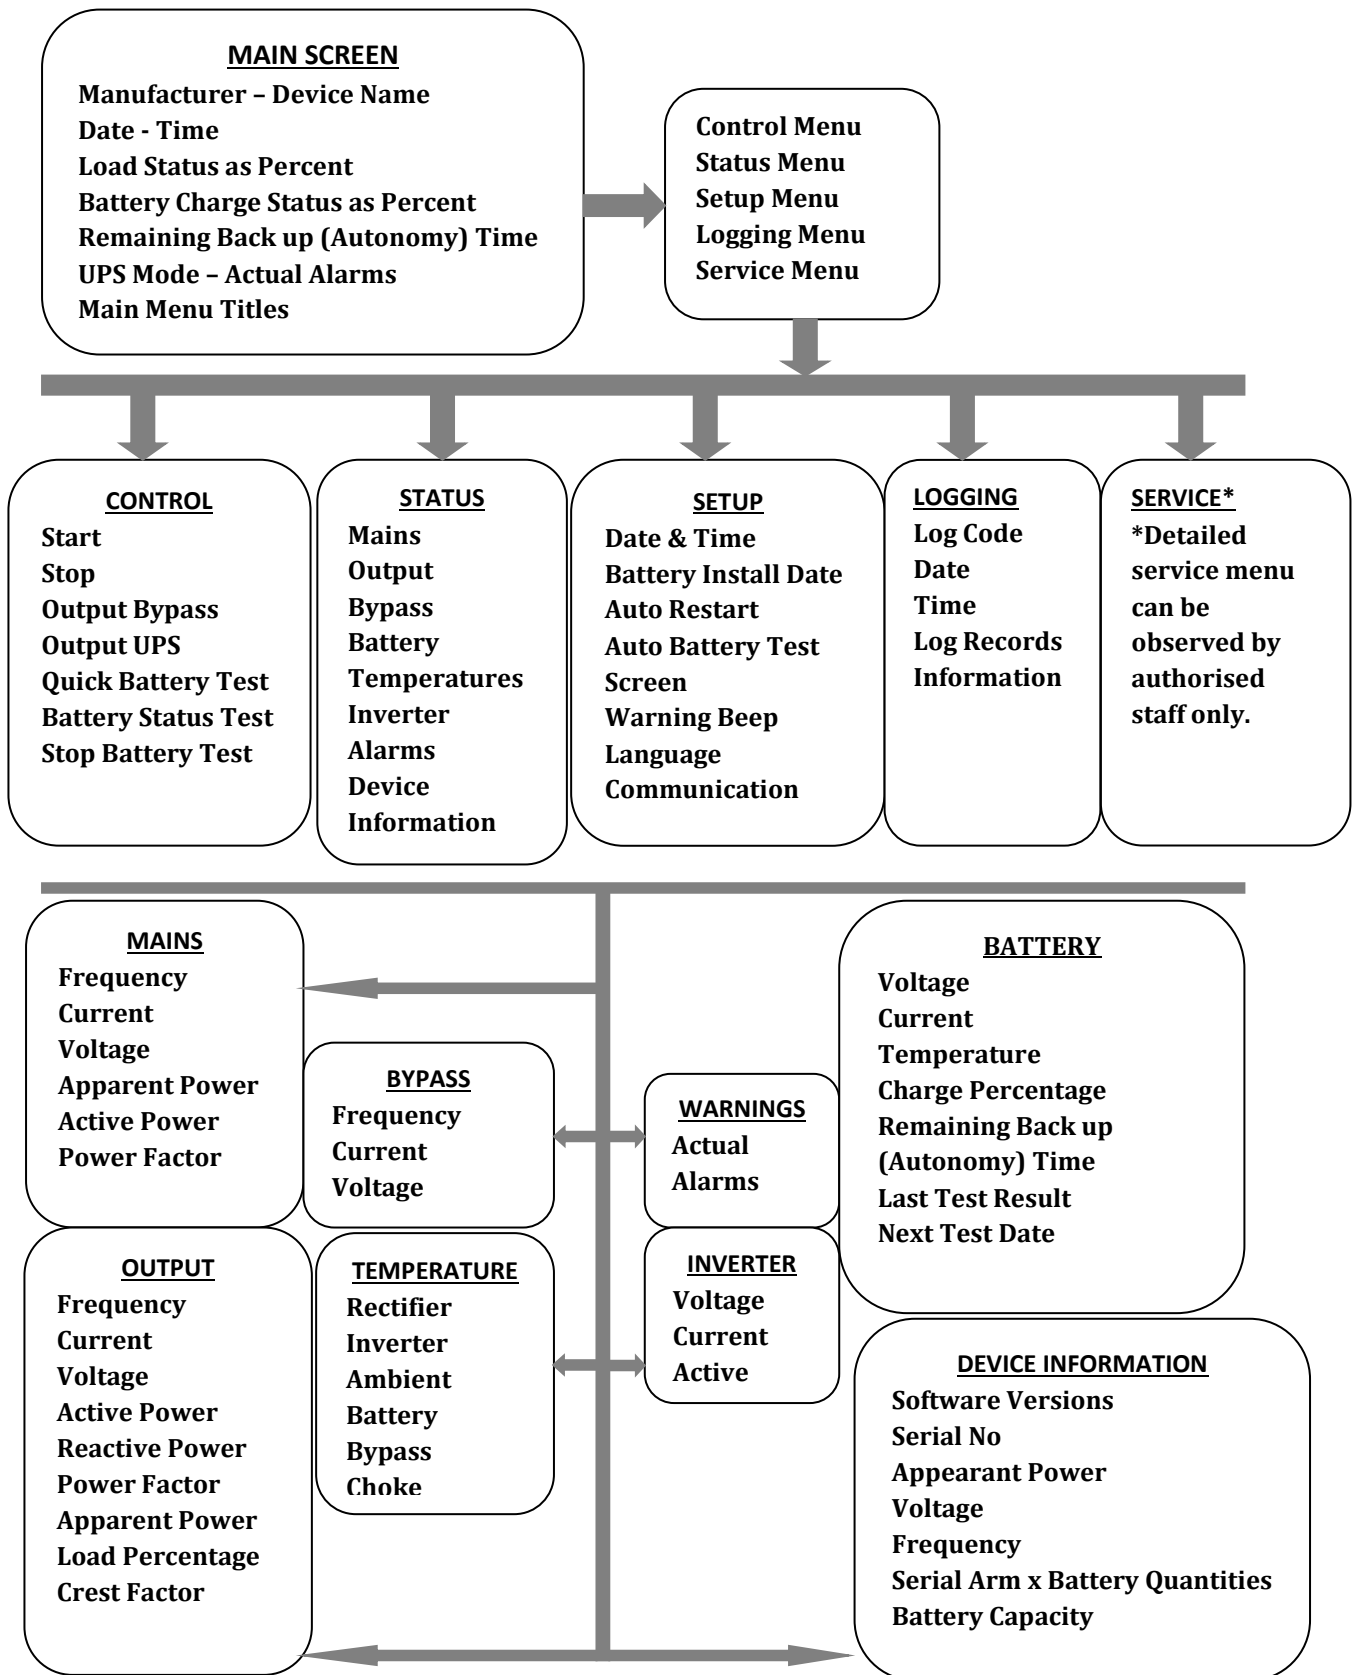 MAIN SCREEN
Manufacturer – Device Name
Date - Time
Load Status as Percent
Battery Charge Status as Percent
Remaining Back up (Autonomy) Time
UPS Mode – Actual Alarms
Main Menu Titles
Control Menu
Status Menu
Setup Menu
Logging Menu
Service Menu
CONTROL
Start
Stop
Output Bypass
Output UPS
Quick Battery Test
Battery Status Test
Stop Battery Test
STATUS
Mains
Output
Bypass
Battery
Temperatures
Inverter
Alarms
Device
Information
SETUP
Date & Time
Battery Install Date
Auto Restart
Auto Battery Test
Screen
Warning Beep
Language
Communication
LOGGING
Log Code
Date
Time
Log Records
Information
SERVICE*
*Detailed
service menu
can be
observed by
authorised
staff only.
MAINS
Frequency
Current
Voltage
Apparent Power
Active Power
Power Factor
BYPASS
Frequency
Current
Voltage
WARNINGS
Actual
Alarms
BATTERY
Voltage
Current
Temperature
Charge Percentage
Remaining Back up
(Autonomy) Time
Last Test Result
Next Test Date
OUTPUT
Frequency
Current
Voltage
Active Power
Reactive Power
Power Factor
Apparent Power
Load Percentage
Crest Factor
TEMPERATURE
Rectifier
Inverter
Ambient
Battery
Bypass
Choke
INVERTER
Voltage
Current
Active
DEVICE INFORMATION
Software Versions
Serial No
Appearant Power
Voltage
Frequency
Serial Arm x Battery Quantities
Battery Capacity